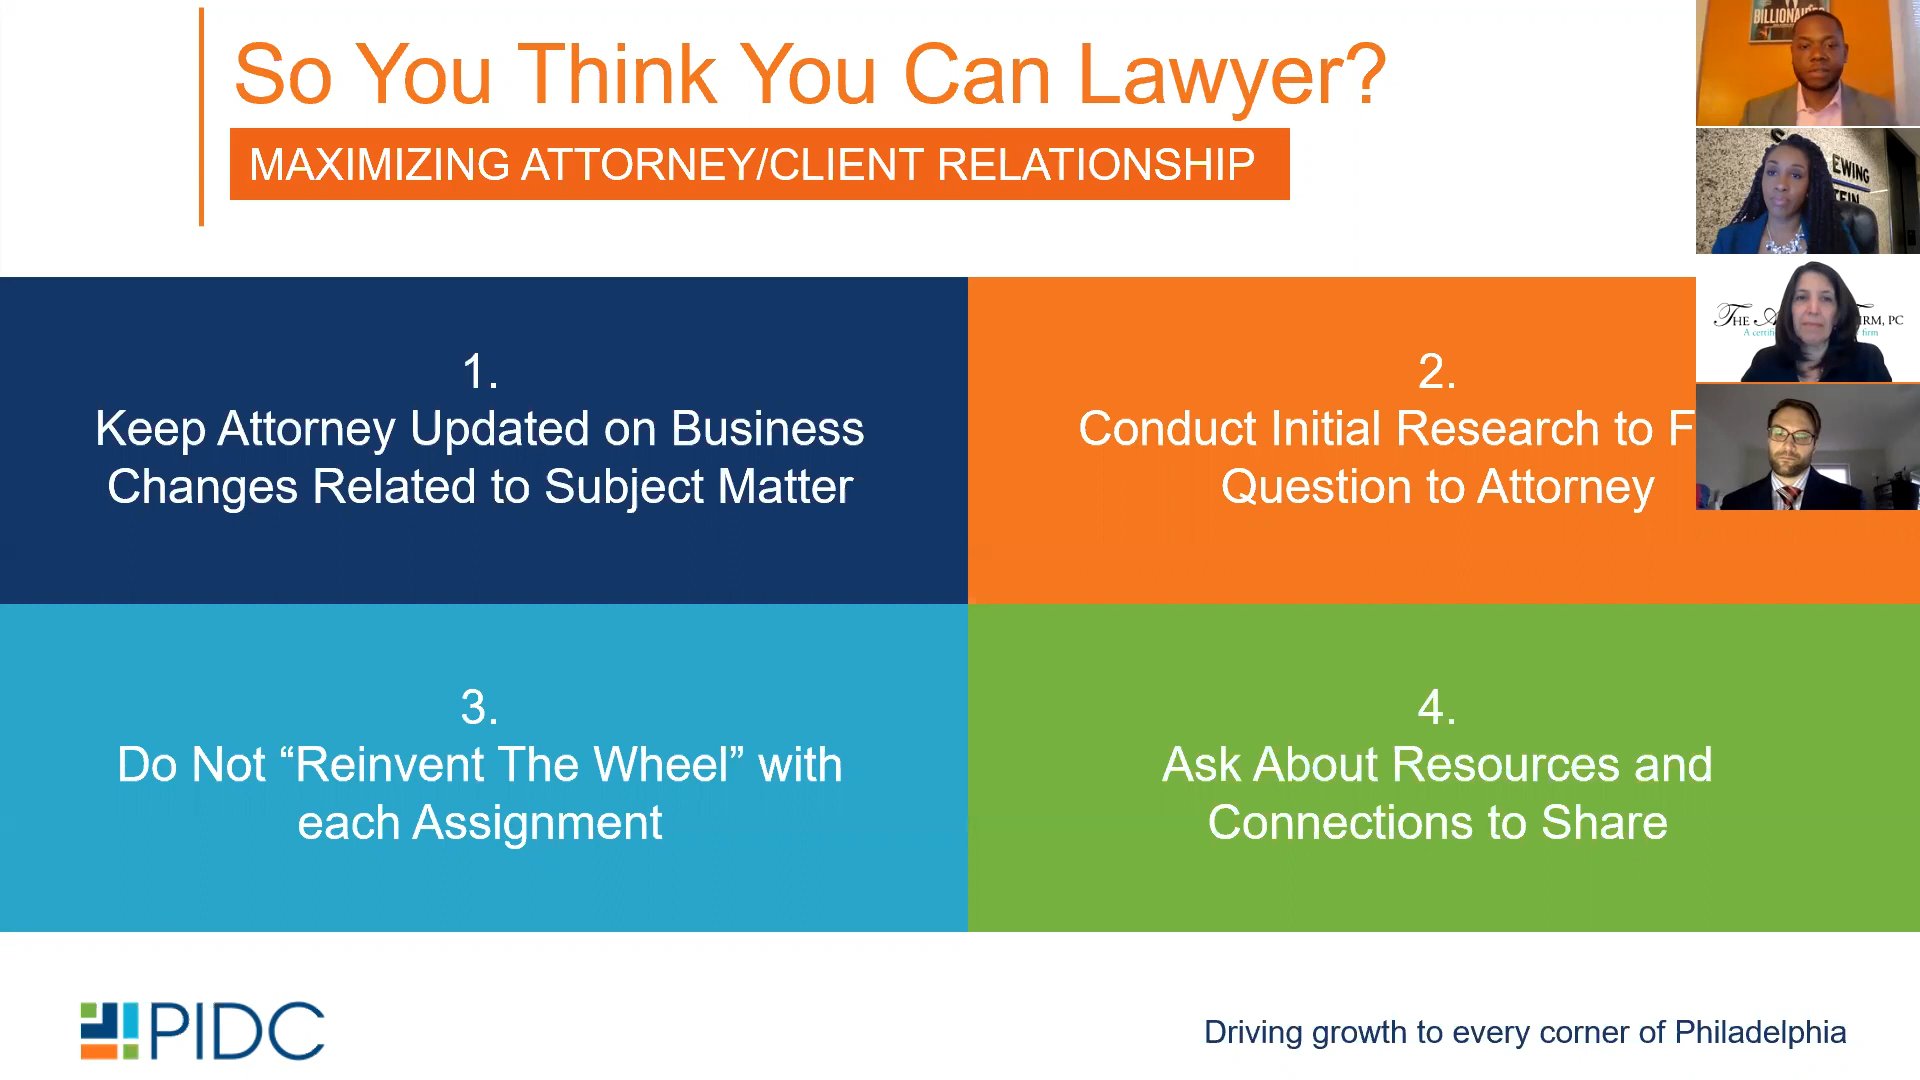 So You Think You Can Lawyer?
MAXIMIZING ATTORNEY/CLIENT RELATIONSHIP
1.
Keep Attorney Updated on Business
Changes Related to Subject Matter
2.
Conduct Initial Research to
Question to Attorney
3.
Do Not “Reinvent The Wheel” with
each Assignment
4.
Ask About Resources and
Connections to Share
PIDC
Driving growth to every corner of Philadelphia
EWING
THE
, PC
firm